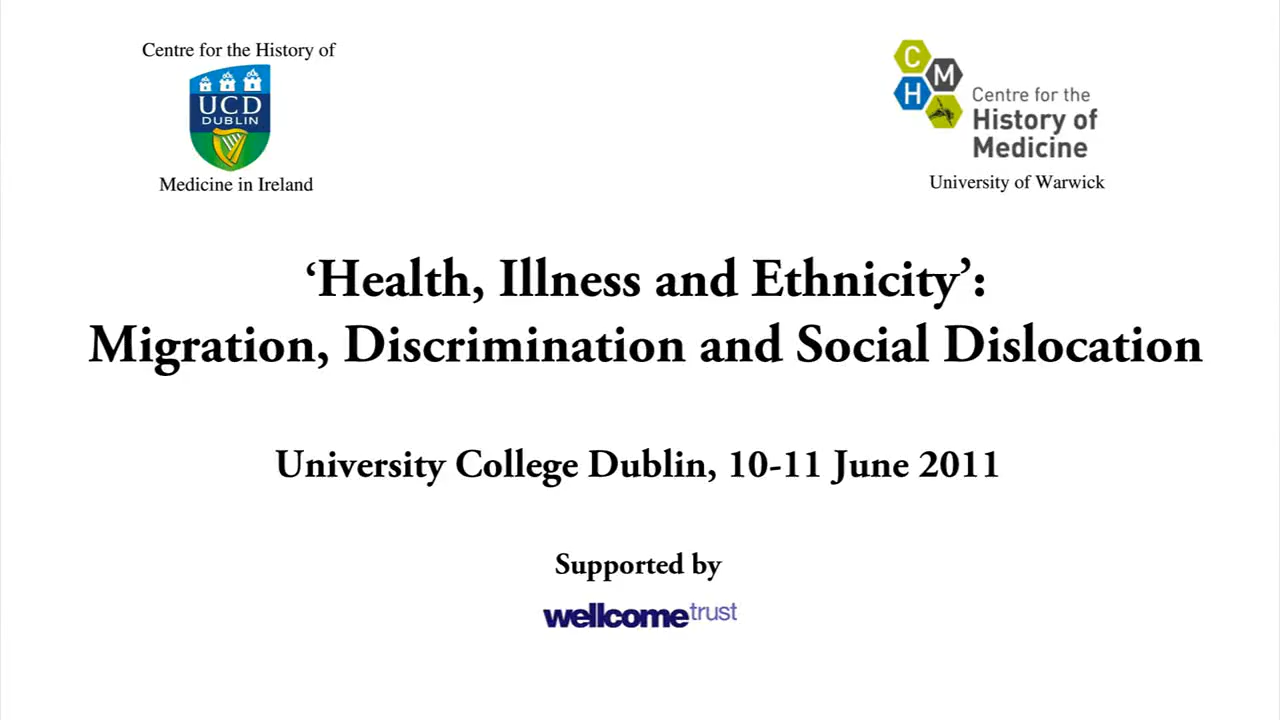 Centre for the History of
UCD
DUBLIN
Medicine in Ireland
C
M
H
Centre for the
History of
Medicine
University of Warwick
‘Health, Illness and Ethnicity’:
Migration, Discrimination and Social Dislocation
University College Dublin, 10-11 June 2011
Supported by
wellcometrust